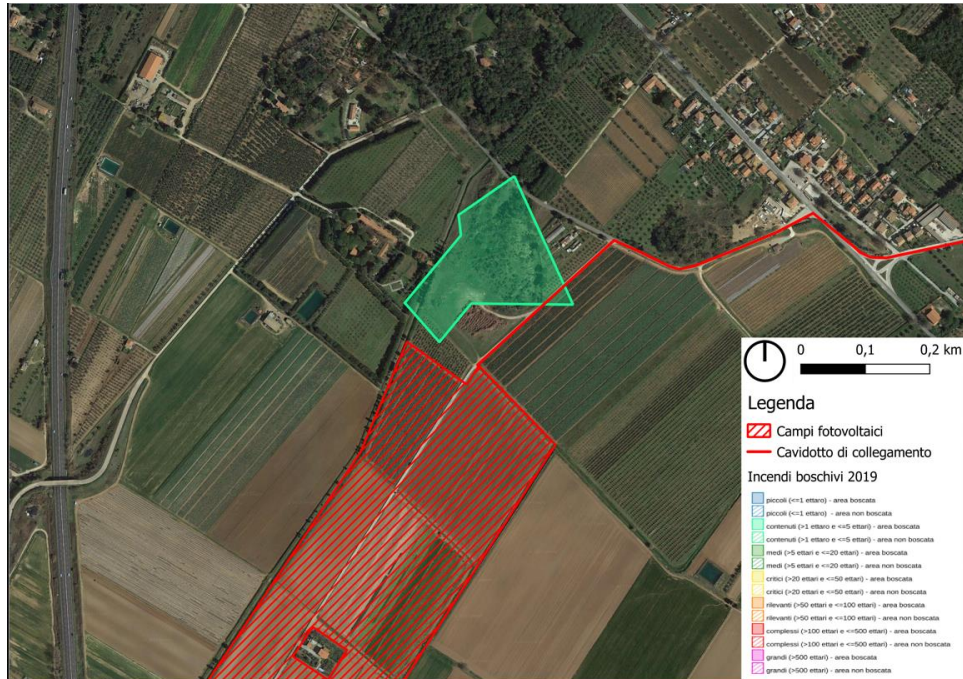 0 0,1 0,2 km
Legenda
Campi fotovoltaici
Cavidotto di collegamento
Incendi boschivi 2019
piccoli (<=1 ettaro) - area boscata
piccoli (<=1 ettaro) - area non boscata
contenuti (>1 ettaro e <=5 ettari) - area boscata
contenuti (>1 ettaro e <=5 ettari) - area non boscata
medi (>5 ettari e <=20 ettari) - area boscata
medi (>5 ettari e <=20 ettari) - area non boscata
critici (>20 ettari e <=50 ettari) - area boscata
critici (>20 ettari e <=50 ettari) - area non boscata
rilevanti (>50 ettari e <=100 ettari) - area boscata
rilevanti (>50 ettari e <=100 ettari) - area non boscata
complessi (>100 ettari e <=500 ettari) - area boscata
complessi (>100 ettari e <=500 ettari) - area non boscata
grandi (>500 ettari) - area boscata
grandi (>500 ettari) - area non boscata